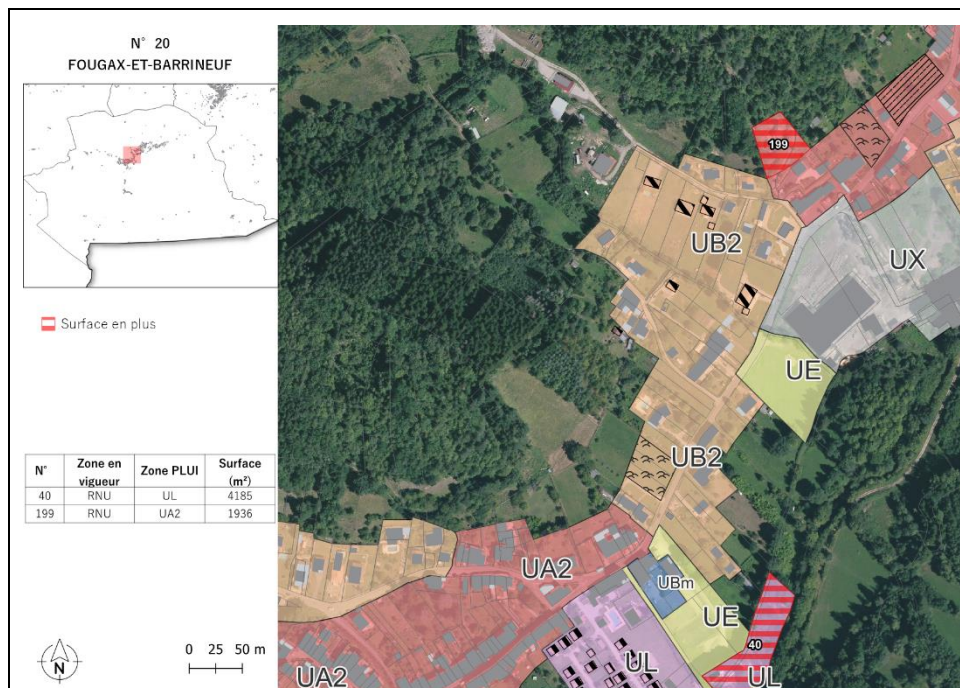 N° 20
FOUGAX-ET-BARRINEUF
Surface en plus
N° Zone en vigueur Zone PLUI Surface (m²)
40 RNU UL 4185
199 RNU UA2 1936
N
0 25 50 m
199
UB2
UX
UE
UB2
UA2
UBm
UE
40
UL
UL
UA2